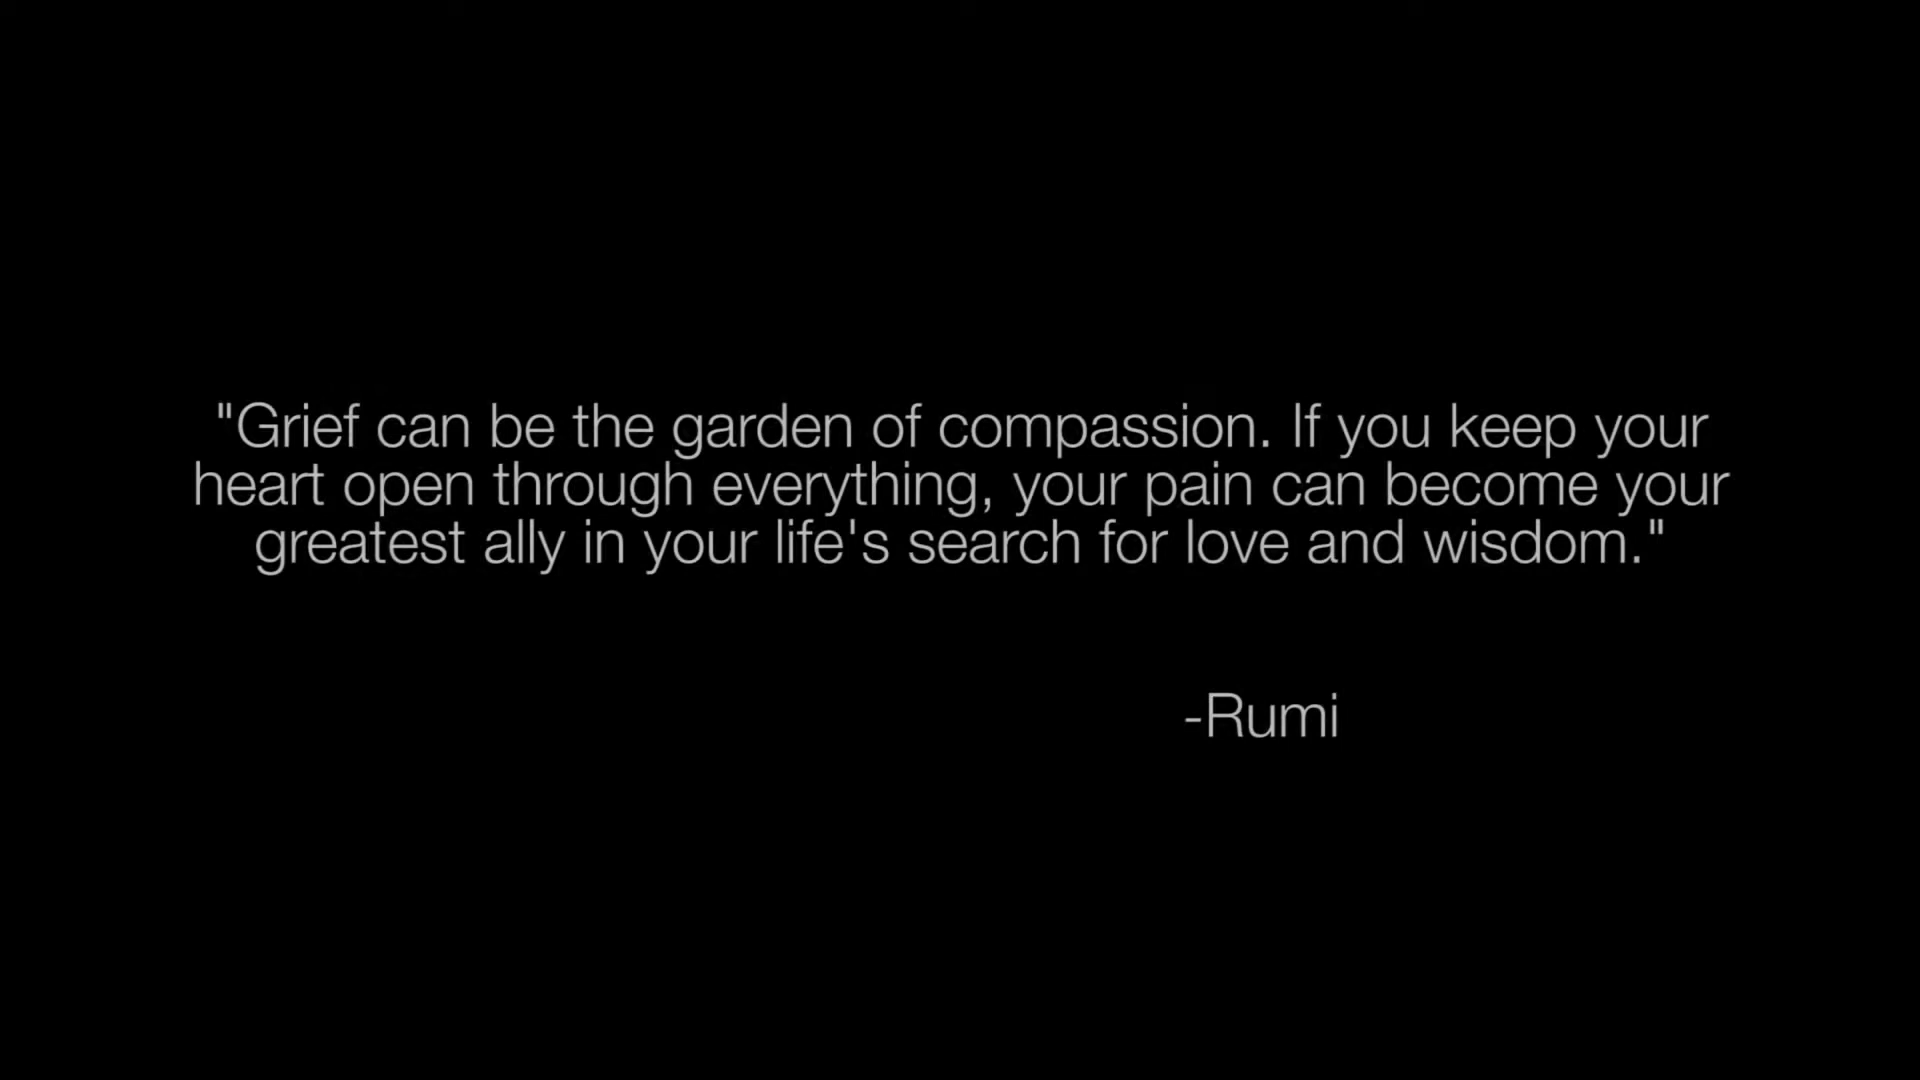 "Grief can be the garden of compassion. If you keep your
heart open through everything, your pain can become your
greatest ally in your life's search for love and wisdom."
-Rumi